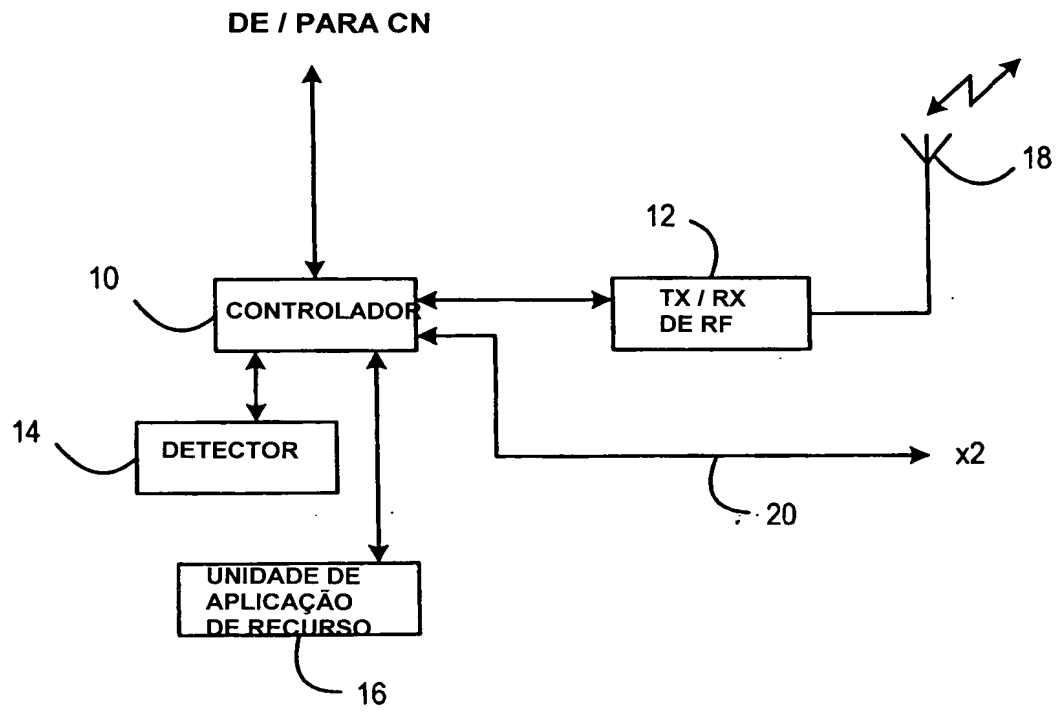 DE / PARA CN
18
12
10
CONTROLADOR
TX / RX
DE RF
14
DETECTOR
x2
20
UNIDADE DE
APLICAÇÃO
DE RECURSO
16